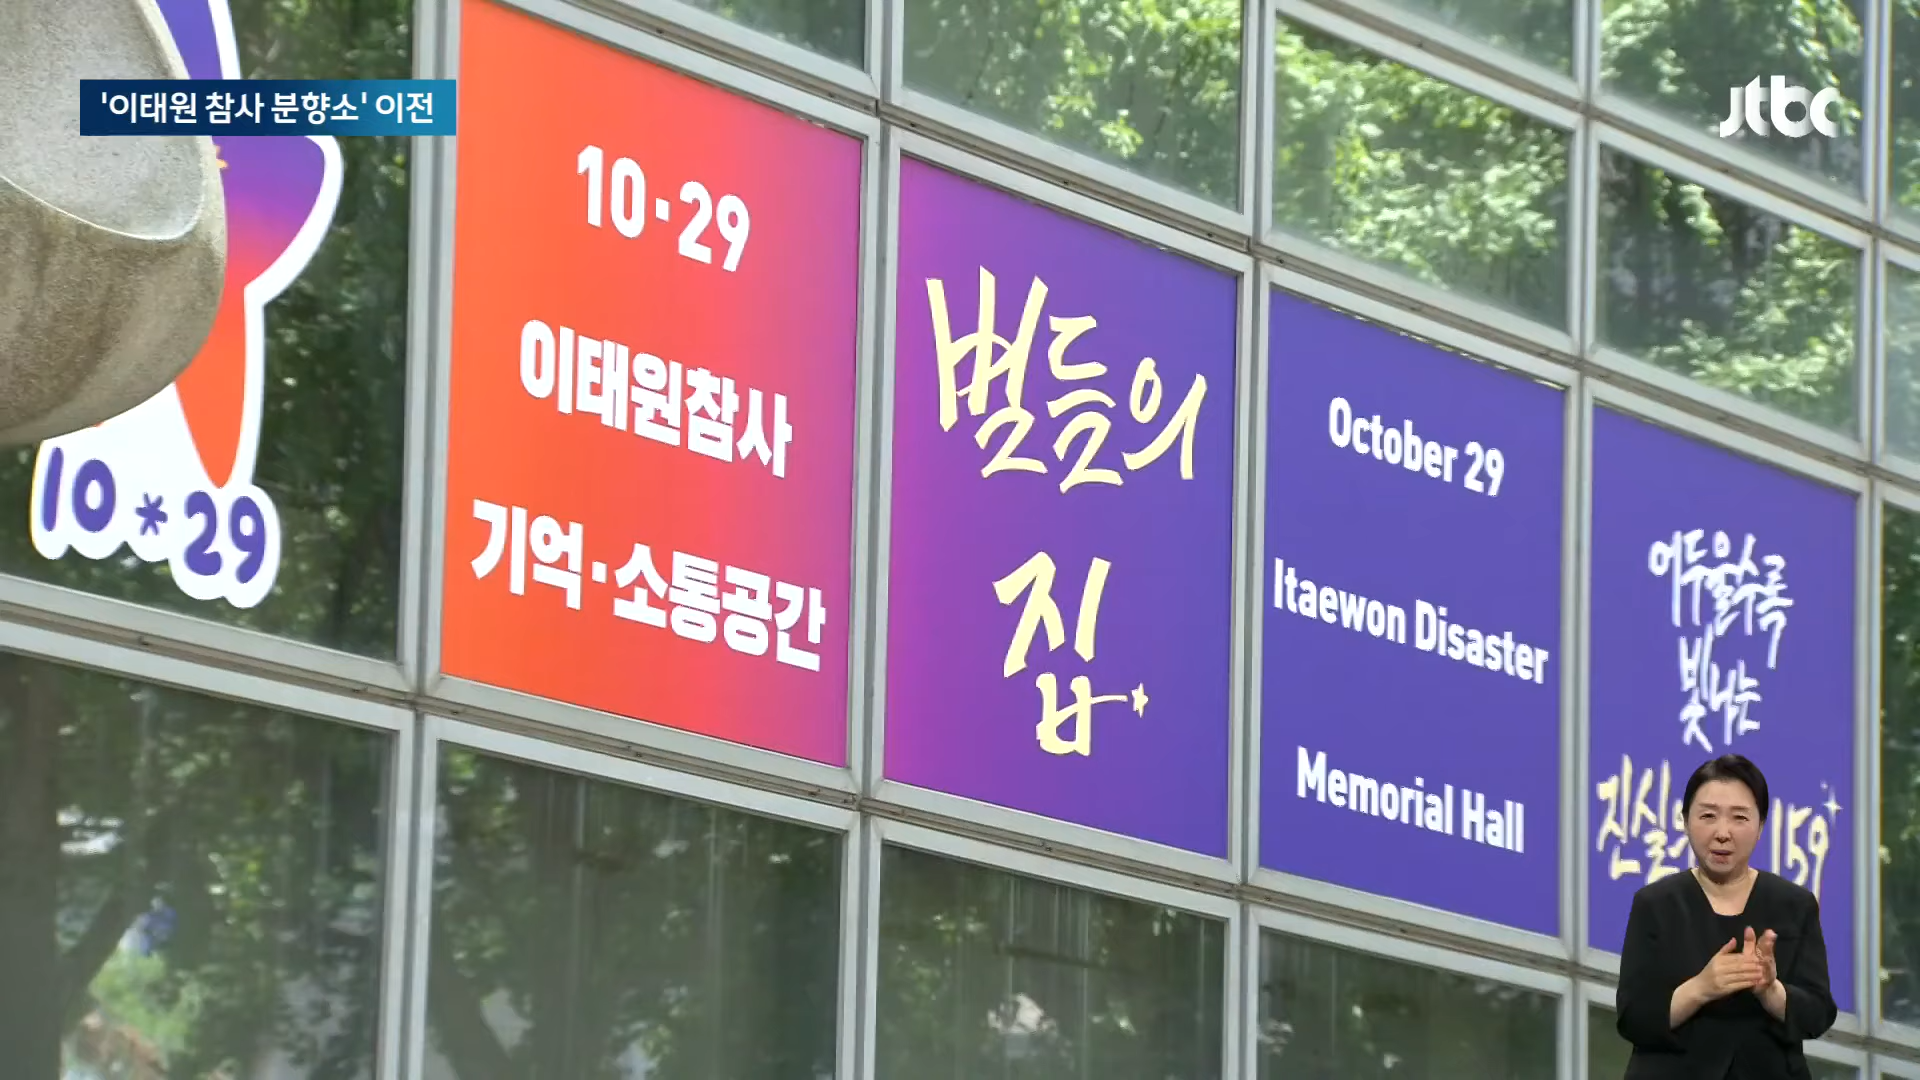 '이태원 참사 분향소' 이전
jtbc
10*29
10·29
이태원참사
기억·소통공간
별들의
집
October 29
Itaewon Disaster
Memorial Hall
어두울수록
빛나는
159